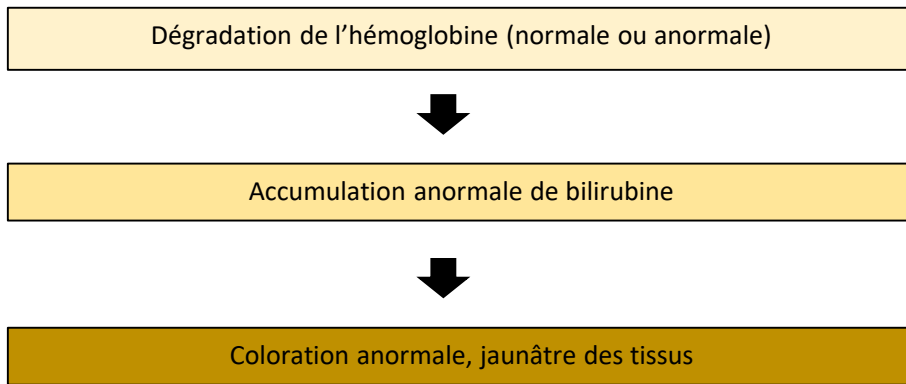 Dégradation de l’hémoglobine (normale ou anormale)
Accumulation anormale de bilirubine
Coloration anormale, jaunâtre des tissus